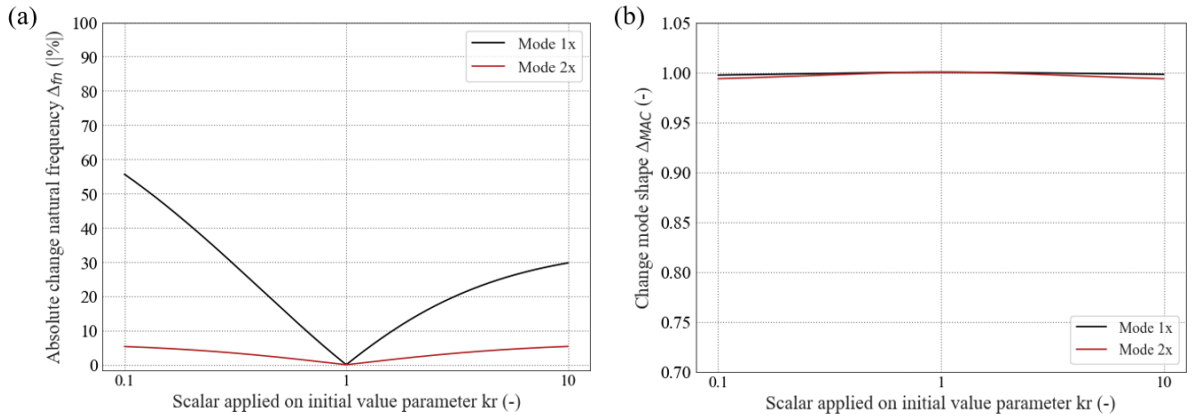 (a)
Absolute change natural frequency Δfn (|%|)
100
90
80
70
60
50
40
30
20
10
0
0.1
1
10
Scalar applied on initial value parameter kr (-)
Mode 1x
Mode 2x
(b)
Change mode shape ΔMAC (-)
1.05
1.00
0.95
0.90
0.85
0.80
0.75
0.70
0.1
1
10
Scalar applied on initial value parameter kr (-)
Mode 1x
Mode 2x